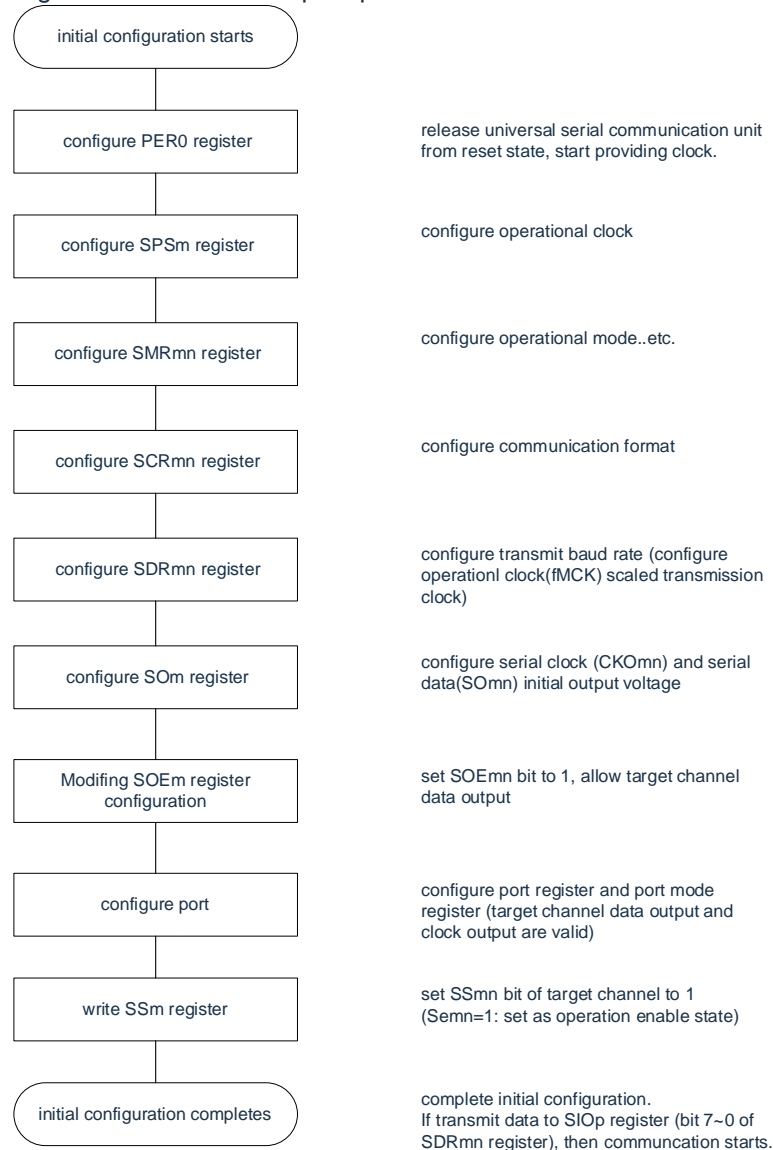 initial configuration starts
configure PER0 register
release universal serial communication unit
from reset state, start providing clock.
configure SPSm register
configure operational clock
configure SMRmn register
configure operational mode..etc.
configure SCRmn register
configure communication format
configure SDRmn register
configure transmit baud rate (configure
operationl clock(fMCK) scaled transmission
clock)
configure SOm register
configure serial clock (CKOmn) and serial
data(SOmn) initial output voltage
Modifing SOEm register
configuration
set SOEmn bit to 1, allow target channel
data output
configure port
configure port register and port mode
register (target channel data output and
clock output are valid)
write SSm register
set SSmn bit of target channel to 1
(Semn=1: set as operation enable state)
initial configuration completes
complete initial configuration.
If transmit data to SIOp register (bit 7~0 of
SDRmn register), then communcation starts.